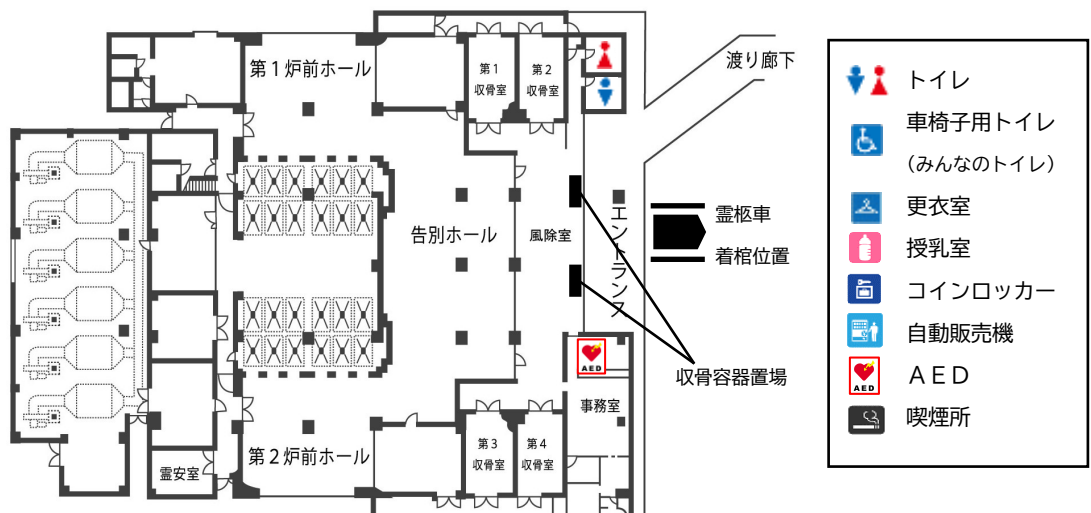 第１炉前ホール
第１
収骨室
第２
収骨室
渡り廊下
告別ホール
風除室
エントランス
霊柩車
着棺位置
収骨容器置場
AED
事務室
第２炉前ホール
第３
収骨室
第４
収骨室
霊安室
トイレ
車椅子用トイレ
（みんなのトイレ）
更衣室
授乳室
コインロッカー
自動販売機
AED
ＡＥＤ
喫煙所